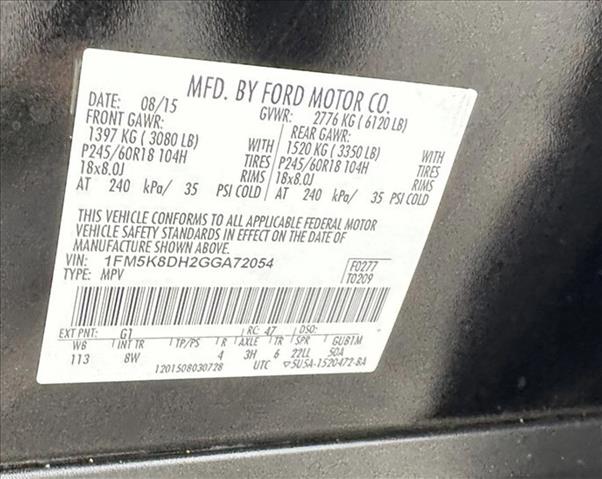 MFD. BY FORD MOTOR CO.
DATE: 08/15 GVWR: 2776 KG ( 6120 LB)
FRONT GAWR: REAR GAWR:
1397 KG ( 3080 LB) WITH 1520 KG ( 3350 LB) WITH
P245/60R18 104H TIRES P245/60R18 104H TIRES
18x8.0J RIMS 18x8.0J RIMS
AT 240 kPa/ 35 PSI COLD AT 240 kPa/ 35 PSI COLD
THIS VEHICLE CONFORMS TO ALL APPLICABLE FEDERAL MOTOR
VEHICLE SAFETY STANDARDS IN EFFECT ON THE DATE OF
MANUFACTURE SHOWN ABOVE.
VIN: 1FM5K8DH2GGA72054 F0277
TYPE: MPV T0209
EXT PNT: G1 RC: 47 DSO:
WB INT TR TP/PS R AXLE TR SPR GUB1M
113 8W 4 3H 6 22LL 50A
1201508030728 UTC ▽5U5A-1520472-BA